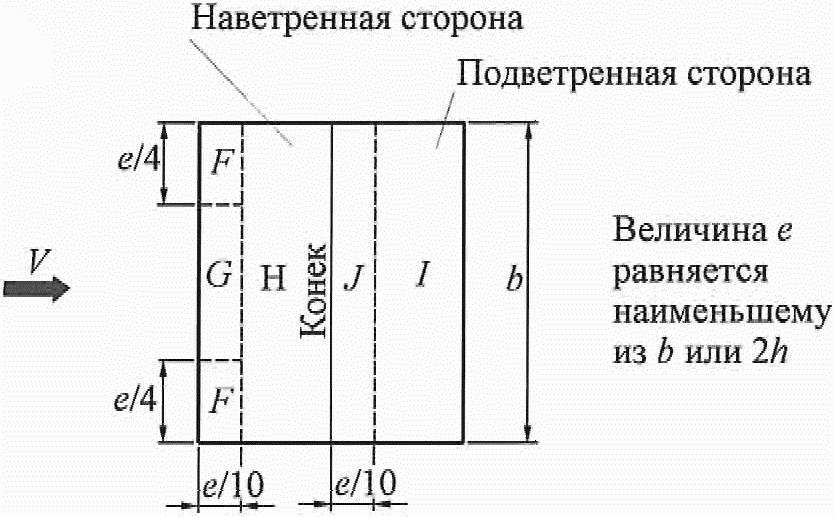 Наветренная сторона
Подветренная сторона
e/4
F
V
G
H
Конек
J
I
b
Величина e
равняется
наименьшему
из b или 2h
e/4
F
e/10
e/10